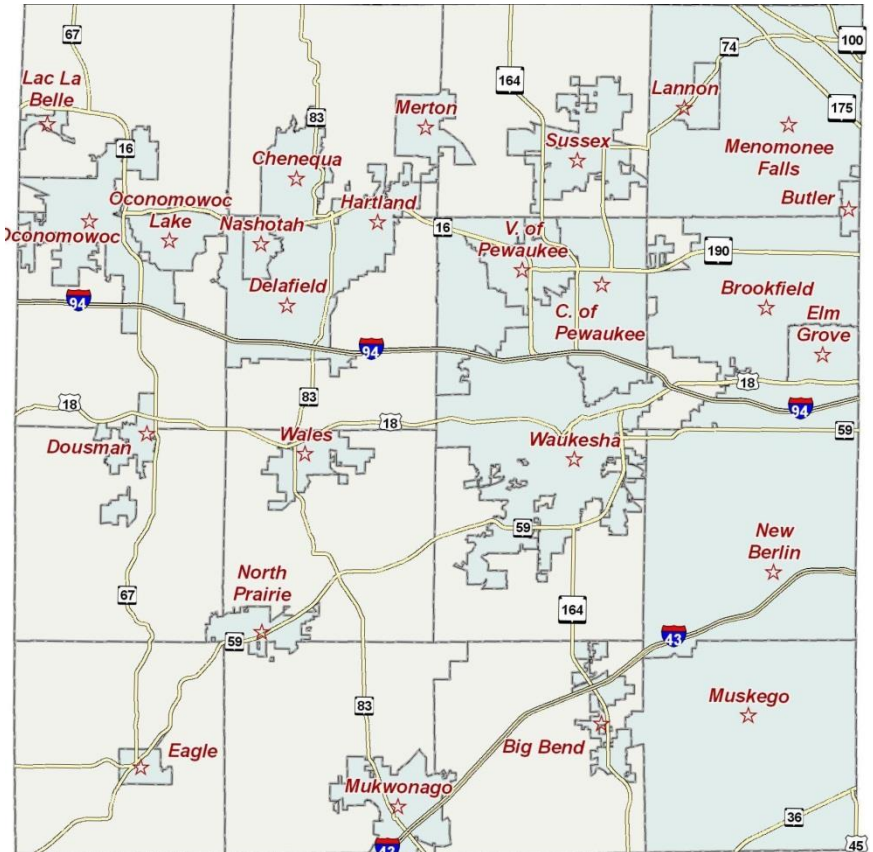 67
74
100
Lac La
Belle
164
Lannon
175
83
Merton
16
Sussex
Menomonee
Falls
Chenequa
Oconomowoc
Lake
Hartland
Butler
Oconomowoc
Nashotah
16
V. of
Pewaukee
190
Delafield
C. of
Pewaukee
Brookfield
94
Elm
Grove
94
18
83
18
94
18
59
Dousman
Wales
Waukesha
59
New
Berlin
67
North
Prairie
164
59
43
83
Muskego
Eagle
Big Bend
Mukwonago
36
43
45